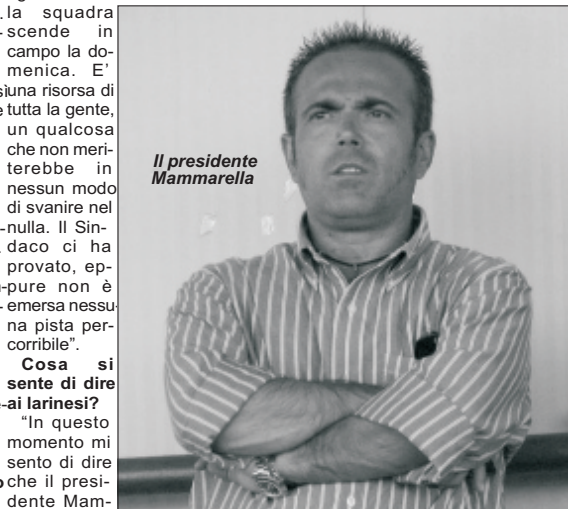 la squadra
scende in
campo la do-
menica. E'
una risorsa di
tutta la gente,
un qualcosa
che non meri-
terebbe in
nessun modo
di svanire nel
nulla. Il Sin-
daco ci ha
provato, ep-
pure non è
emersa nessu-
na pista per-
corribile”.
Cosa si
sente di dire
ai larinesi?
“In questo
momento mi
sento di dire
che il presi-
dente Mam-
Il presidente
Mammarella